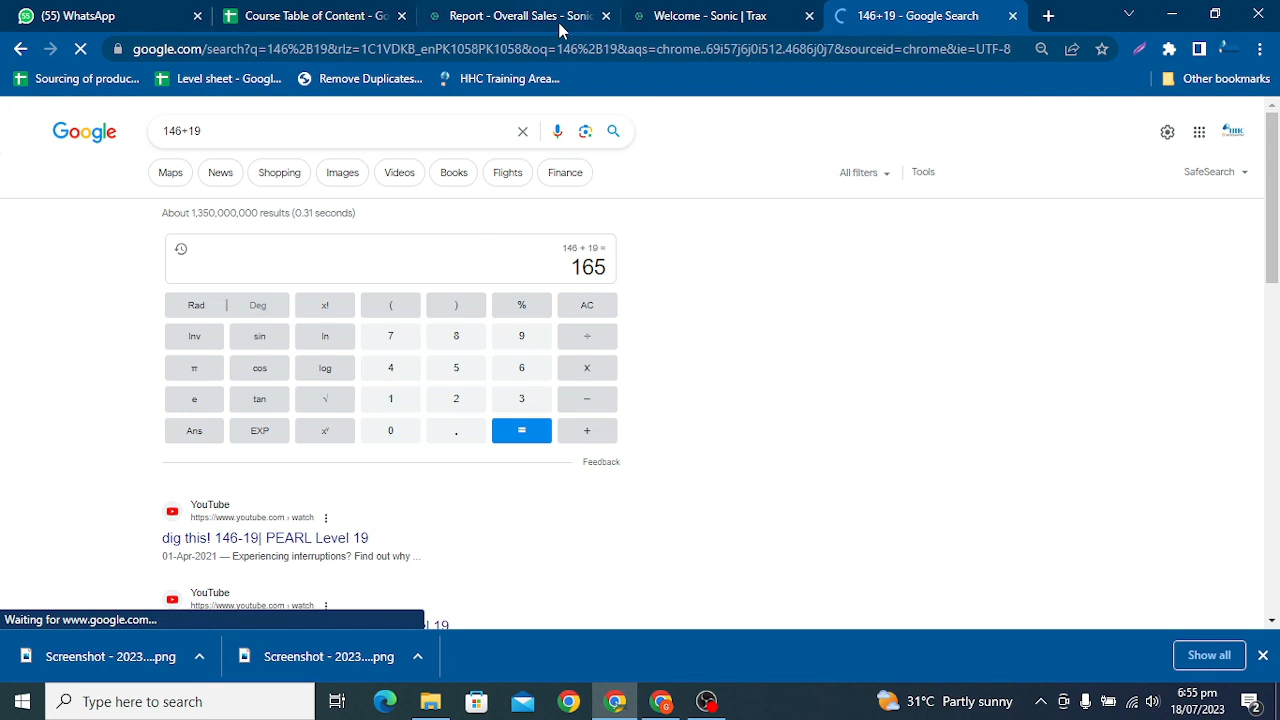 (55) WhatsApp
Course Table of Content - Go
Report - Overall Sales - Sonic
Welcome - Sonic | Trax
146+19 - Google Search
google.com/search?q=146%2B19&rlz=1C1VDKB_enPK1058PK1058&oq=146%2B19&aqs=chrome..69i57j6j0i512.4686j0j7&sourceid=chrome&ie=UTF-8
Sourcing of produc...
Level sheet - Googl...
Remove Duplicates...
HHC Training Area...
Other bookmarks
Google
146+19
Maps
News
Shopping
Images
Videos
Books
Flights
Finance
All filters
Tools
SafeSearch
About 1,350,000,000 results (0.31 seconds)
146 + 19 =
165
Rad | Deg x! ( ) % AC
Inv sin ln 7 8 9 ÷
π cos log 4 5 6 X
e tan √ 1 2 3 −
Ans EXP xʸ 0 . = +
Feedback
YouTube
https://www.youtube.com › watch
dig this! 146-19| PEARL Level 19
01-Apr-2021 — Experiencing interruptions? Find out why ...
YouTube
https://www.youtube.com › watch
Waiting for www.google.com...
l 19
Screenshot - 2023....png
Screenshot - 2023....png
Show all
Type here to search
31°C Partly sunny
6:55 pm
18/07/2023
2